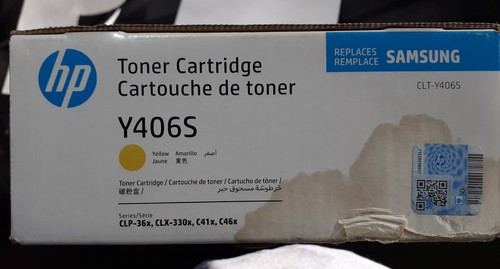 hp
Toner Cartridge
Cartouche de toner
REPLACES
REMPLACE
SAMSUNG
CLT-Y406S
Y406S
Yellow Amarillo أصفر
Jaune 黄色
Toner Cartridge / Cartouche de toner / Cartucho de tóner /
碳粉盒 / خرطوشة مسحوق حبر
Series/Série
CLP-36x, CLX-330x, C41x, C46x